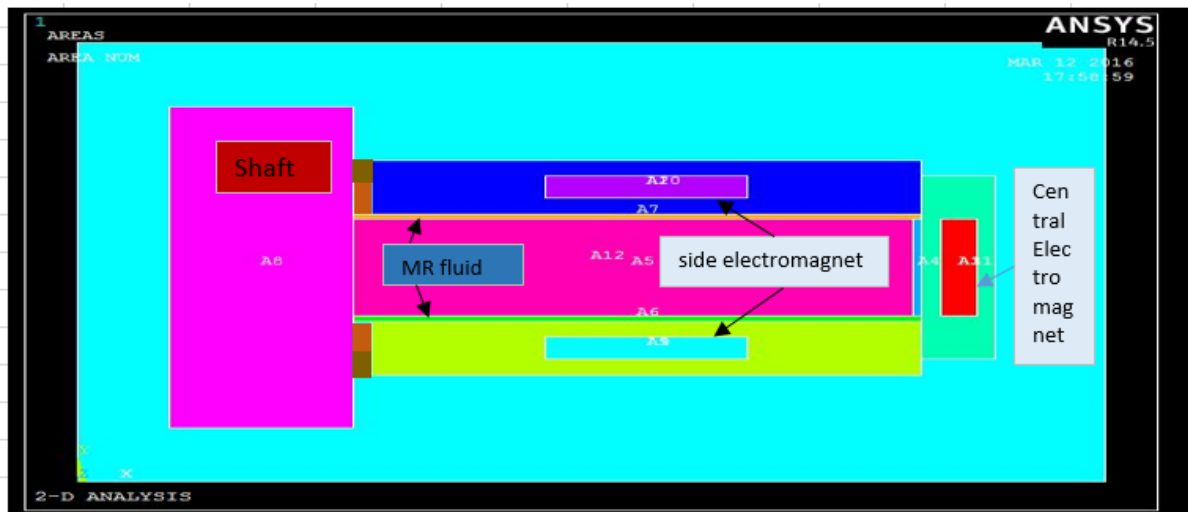 1
AREAS
AREA NUM
ANSYS
R14.5
MAR 12 2016
17:58:59
Shaft
A7
A8
MR fluid
A12
A5
side electromagnet
A4
Cen
tral
Elec
tro
mag
net
A6
Y
Z X
2-D ANALYSIS